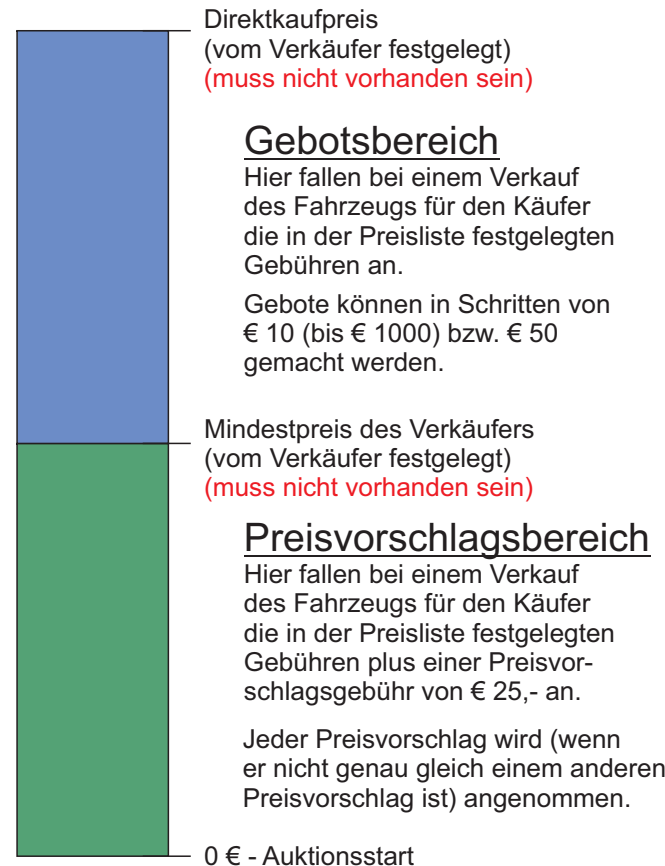 Direktkaufpreis
(vom Verkäufer festgelegt)
(muss nicht vorhanden sein)
Gebotsbereich
Hier fallen bei einem Verkauf
des Fahrzeugs für den Käufer
die in der Preisliste festgelegten
Gebühren an.
Gebote können in Schritten von
€ 10 (bis € 1000) bzw. € 50
gemacht werden.
Mindestpreis des Verkäufers
(vom Verkäufer festgelegt)
(muss nicht vorhanden sein)
Preisvorschlagsbereich
Hier fallen bei einem Verkauf
des Fahrzeugs für den Käufer
die in der Preisliste festgelegten
Gebühren plus einer Preisvor-
schlagsgebühr von € 25,- an.
Jeder Preisvorschlag wird (wenn
er nicht genau gleich einem anderen
Preisvorschlag ist) angenommen.
0 € - Auktionsstart